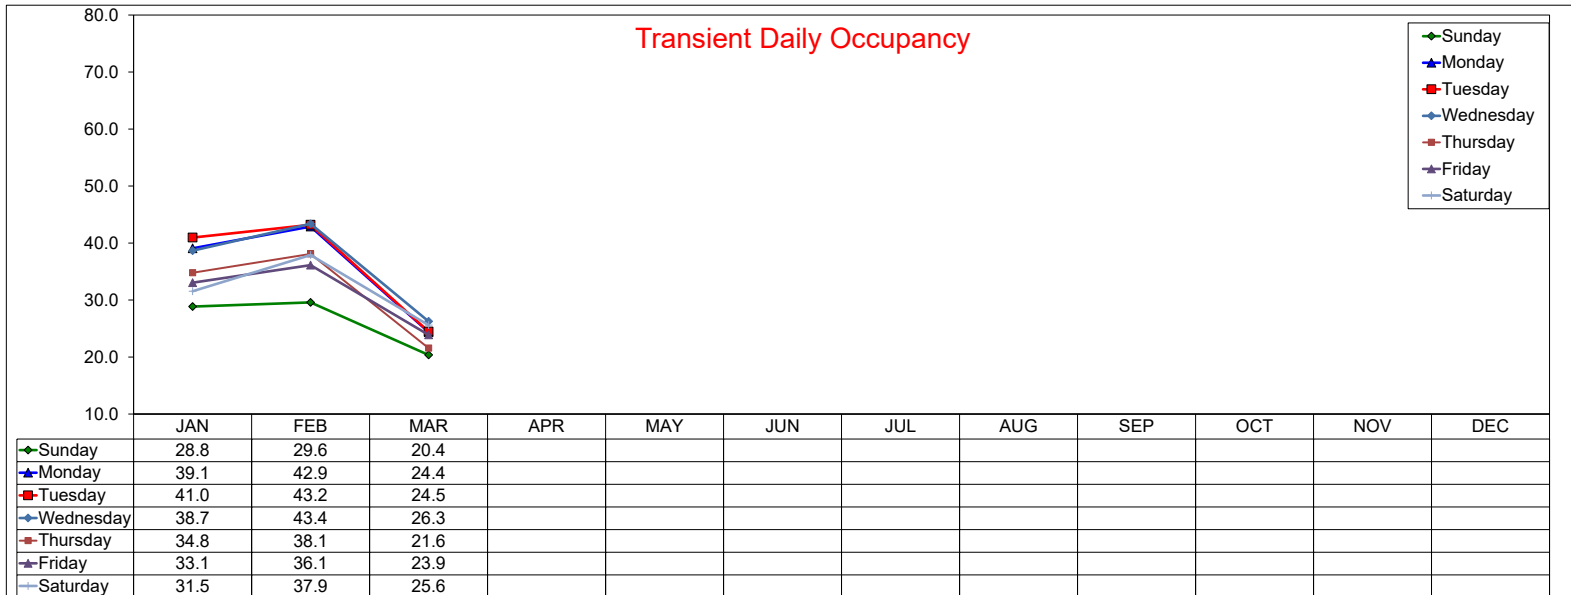 Transient Daily Occupancy
80.0
70.0
60.0
50.0
40.0
30.0
20.0
10.0
Sunday
Monday
Tuesday
Wednesday
Thursday
Friday
Saturday
JAN FEB MAR APR MAY JUN JUL AUG SEP OCT NOV DEC
Sunday 28.8 29.6 20.4
Monday 39.1 42.9 24.4
Tuesday 41.0 43.2 24.5
Wednesday 38.7 43.4 26.3
Thursday 34.8 38.1 21.6
Friday 33.1 36.1 23.9
Saturday 31.5 37.9 25.6